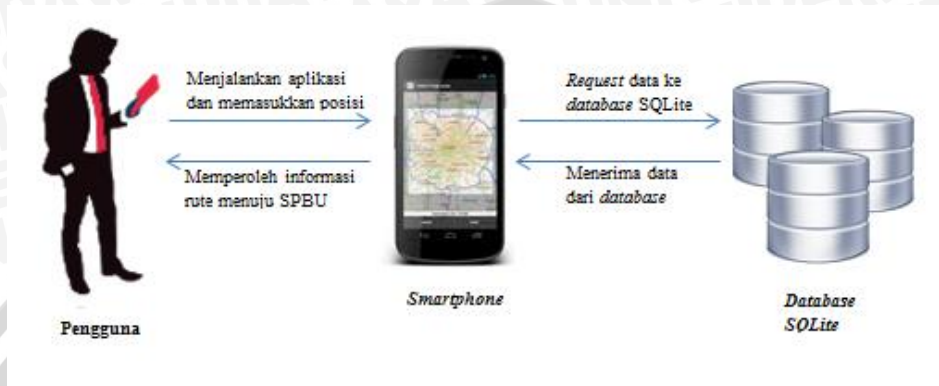 Menjalankan aplikasi
dan memasukkan posisi
Request data ke
database SQLite
Memperoleh informasi
rute menuju SPBU
Menerima data
dari database
Smartphone
Database
SQLite
Pengguna